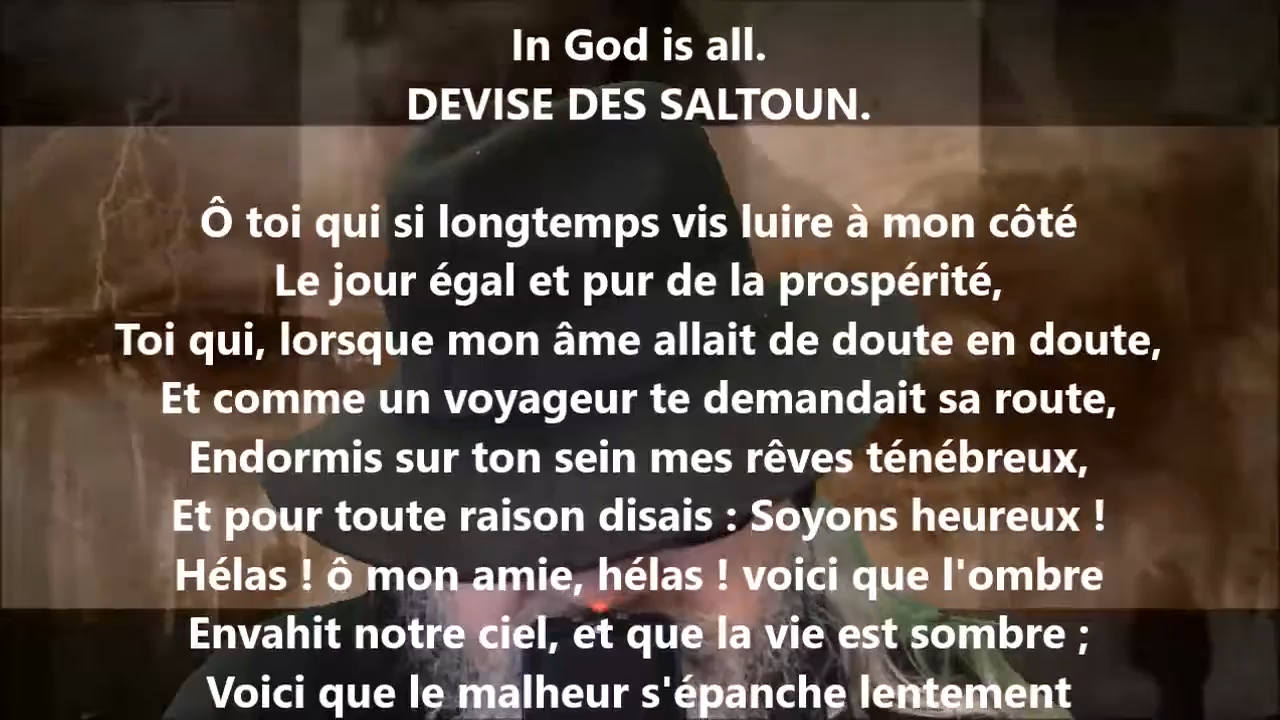 In God is all.
DEVISE DES SALTOUN.
Ô toi qui si longtemps vis luire à mon côté
Le jour égal et pur de la prospérité,
Toi qui, lorsque mon âme allait de doute en doute,
Et comme un voyageur te demandait sa route,
Endormis sur ton sein mes rêves ténébreux,
Et pour toute raison disais : Soyons heureux !
Hélas ! ô mon amie, hélas ! voici que l'ombre
Envahit notre ciel, et que la vie est sombre ;
Voici que le malheur s'épanche lentement